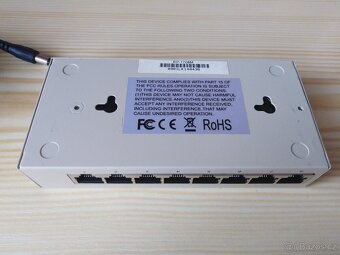 THIS DEVICE COMPLIES WITH PART 15 OF
THE FCC RULES OPERATION IS SUBJECT
TO THE FOLLOWING CONDITIONS
(1)THIS DEVICE MAY NOT CAUSE HARMFUL
INTERFERENCE AND(2)THIS DEVICE MUST
ACCEPT ANY INTERFERENCE RECEIVED,
INCLUDING INTERFERENCE THAT MAY
CAUSE UNDESIRED OPERATION.
FC CE RoHS